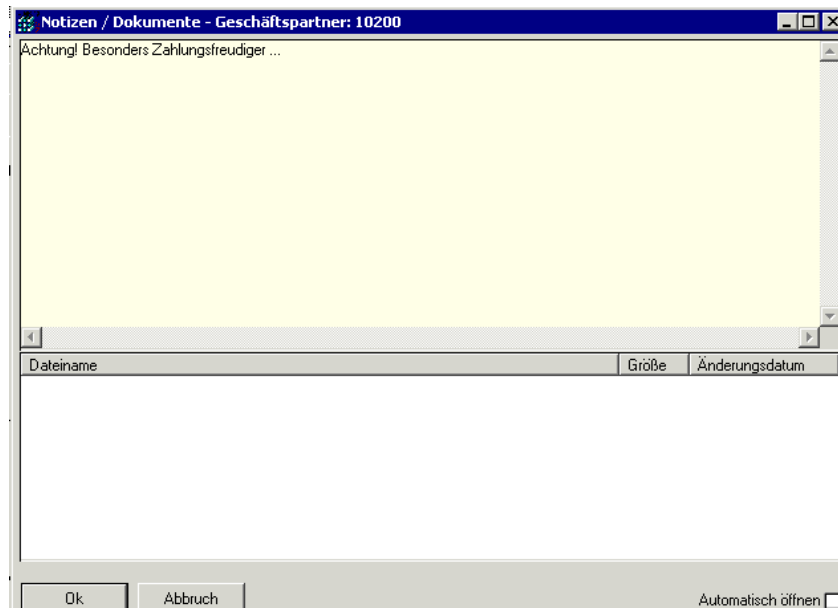 Notizen / Dokumente - Geschäftspartner: 10200
Achtung! Besonders Zahlungsfreudiger ...
Dateiname Größe Änderungsdatum
Ok Abbruch Automatisch öffnen